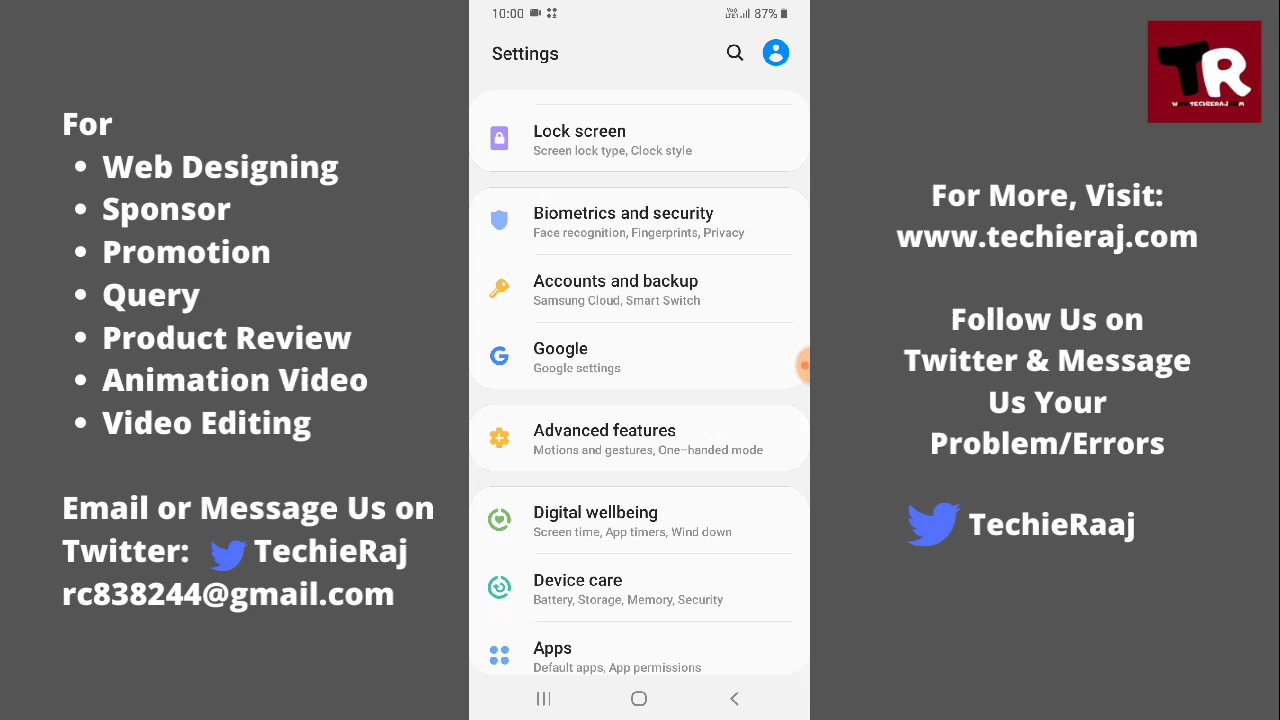 For
• Web Designing
• Sponsor
• Promotion
• Query
• Product Review
• Animation Video
• Video Editing
Email or Message Us on
Twitter: TechieRaj
rc838244@gmail.com
10:00
87%
Settings
Lock screen
Screen lock type, Clock style
Biometrics and security
Face recognition, Fingerprints, Privacy
Accounts and backup
Samsung Cloud, Smart Switch
Google
Google settings
Advanced features
Motions and gestures, One-handed mode
Digital wellbeing
Screen time, App timers, Wind down
Device care
Battery, Storage, Memory, Security
Apps
Default apps, App permissions
TR
For More, Visit:
www.techieraj.com
Follow Us on
Twitter & Message
Us Your
Problem/Errors
TechieRaaj